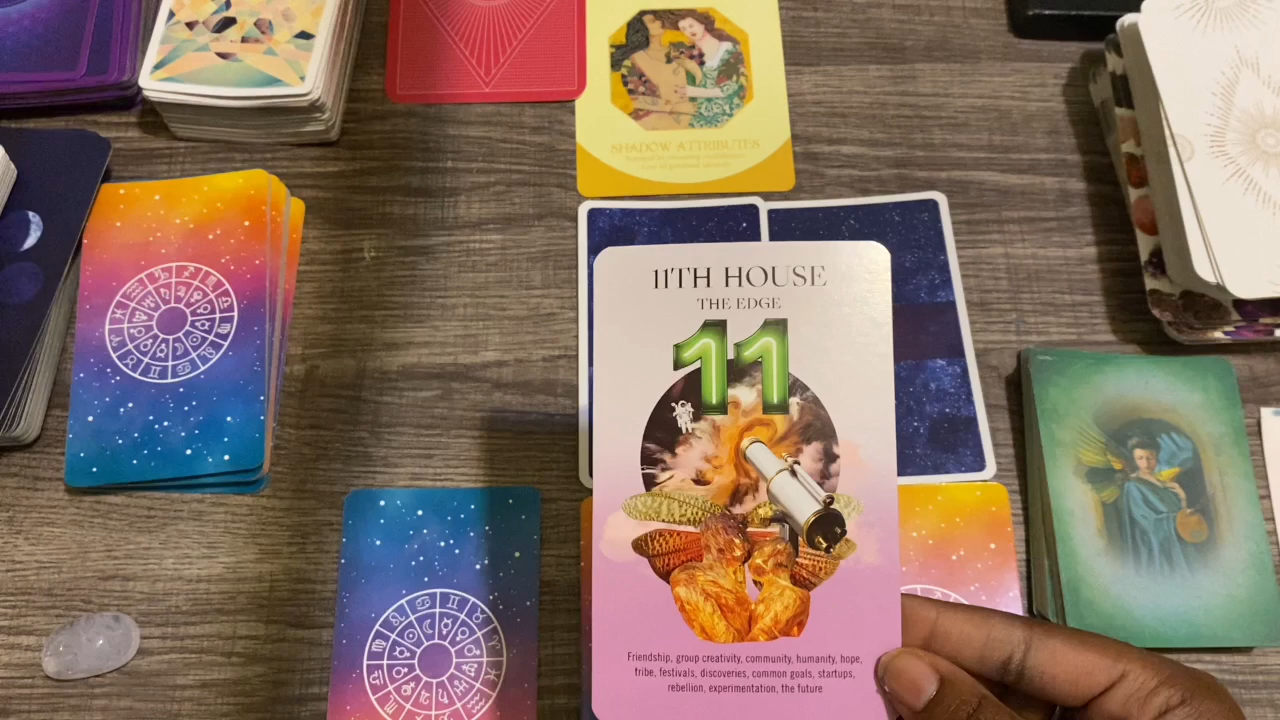 SHADOW ATTRIBUTES
11TH HOUSE
THE EDGE
11
Friendship, group creativity, community, humanity, hope,
tribe, festivals, discoveries, common goals, startups,
rebellion, experimentation, the future